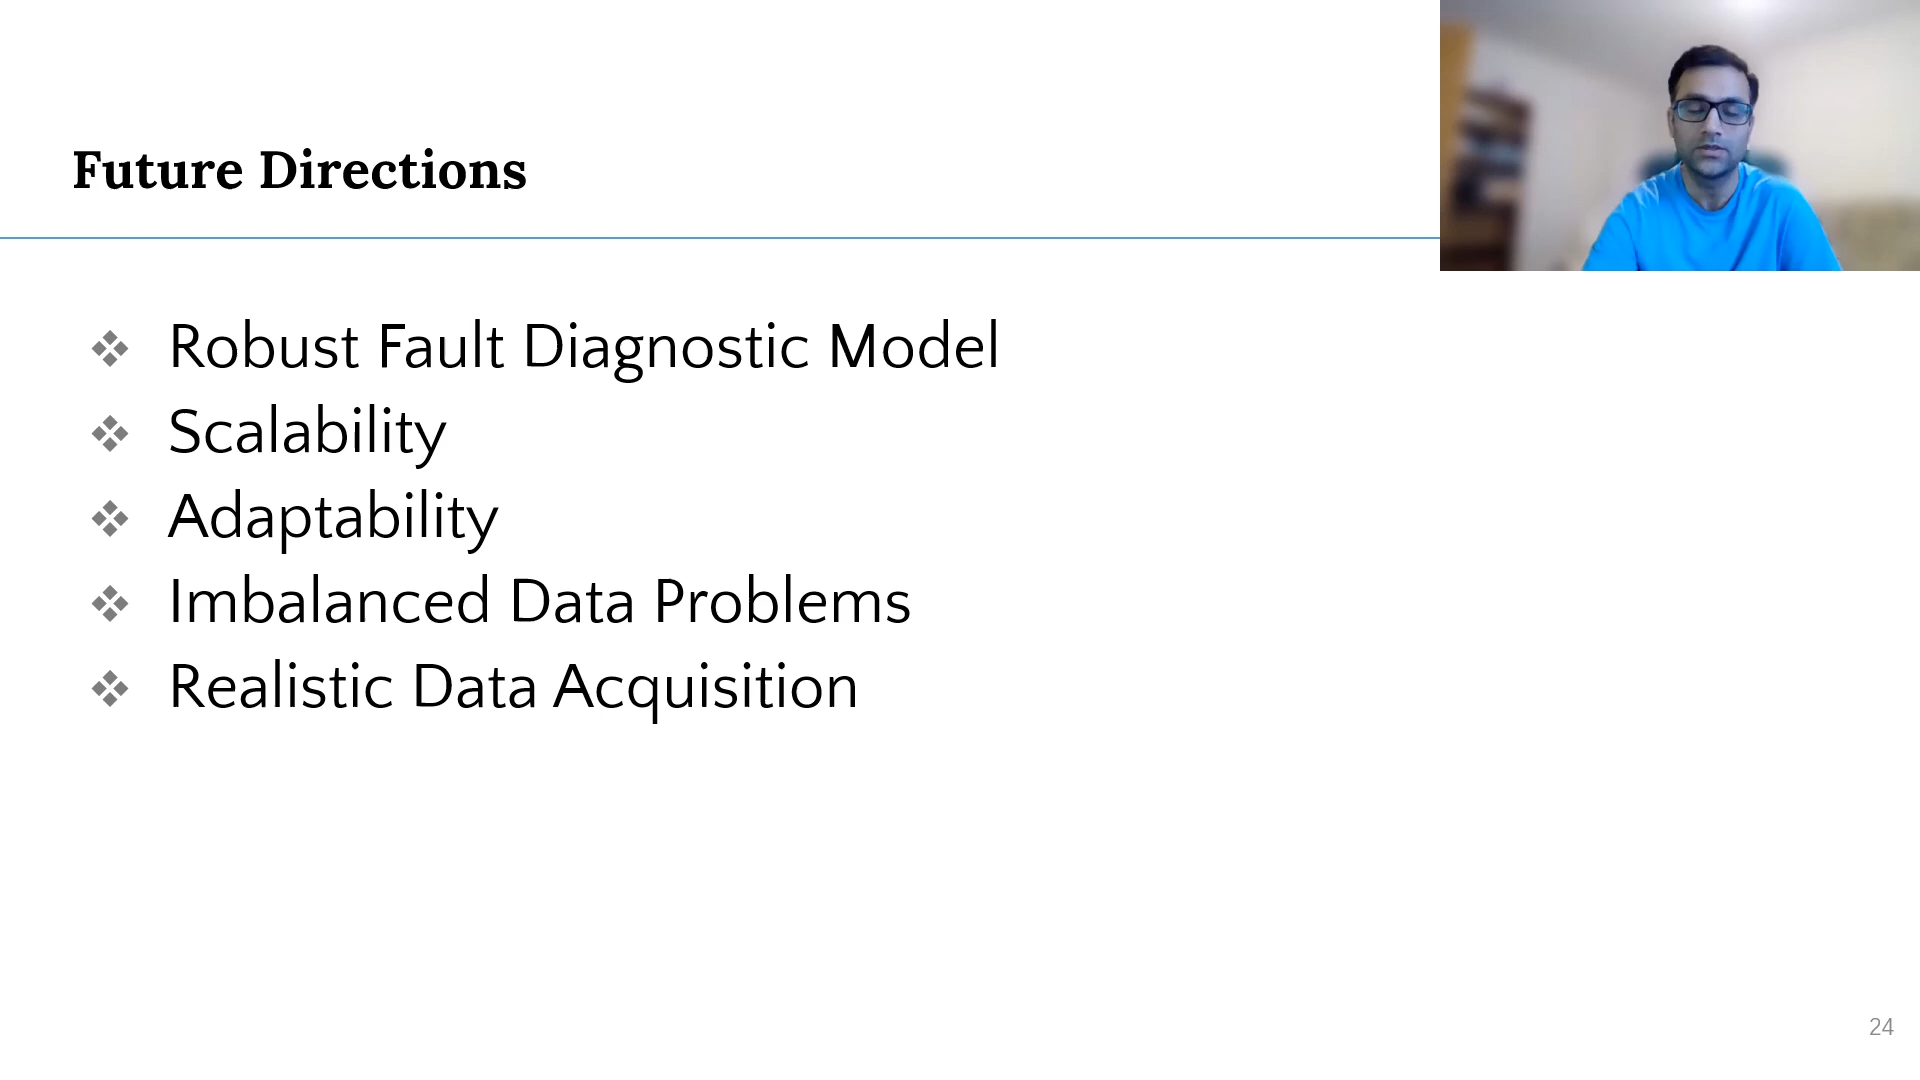 Future Directions
Robust Fault Diagnostic Model
Scalability
Adaptability
Imbalanced Data Problems
Realistic Data Acquisition
24